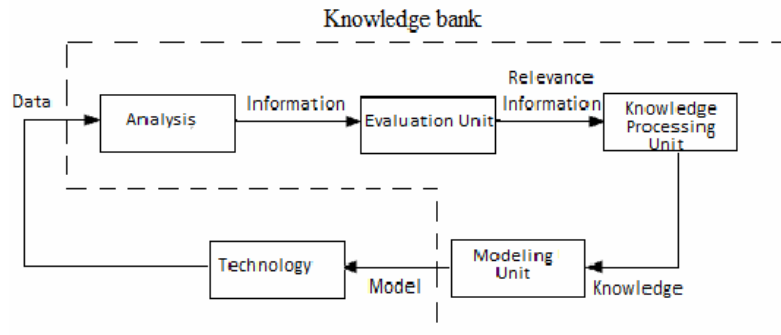 Knowledge bank
Data
Analysis
Information
Evaluation Unit
Relevance
Information
Knowledge
Processing
Unit
Technology
Model
Modeling
Unit
Knowledge